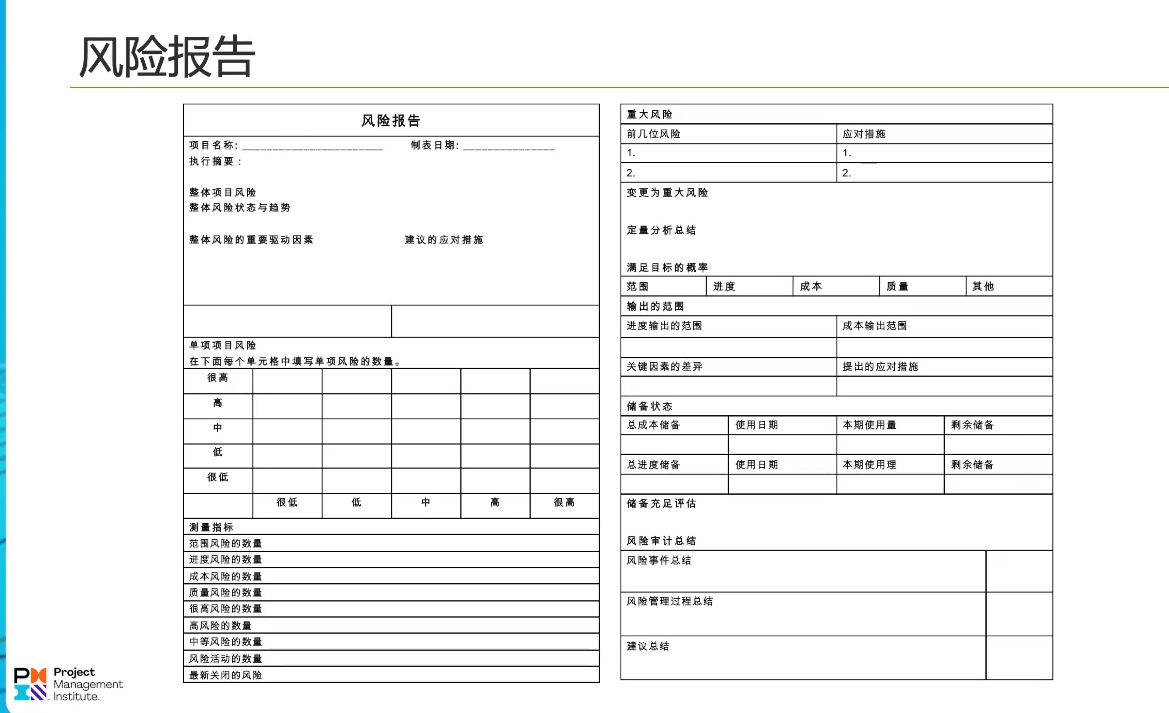 风险报告
风险报告
项目名称: _______________________ 制表日期: _______________
执行摘要：
整体项目风险
整体风险状态与趋势
整体风险的重要驱动因素 建议的应对措施
单项项目风险
在下面每个单元格中填写单项风险的数量。
很高
高
中
低
很低
很低 低 中 高 很高
测量指标
范围风险的数量
进度风险的数量
成本风险的数量
质量风险的数量
很高风险的数量
高风险的数量
中等风险的数量
风险活动的数量
最新关闭的风险
重大风险
前几位风险 应对措施
1. 1.
2. 2.
变更为重大风险
定量分析总结
满足目标的概率
范围 进度 成本 质量 其他
输出的范围
进度输出的范围 成本输出范围
关键因素的差异 提出的应对措施
储备状态
总成本储备 使用日期 本期使用量 剩余储备
总进度储备 使用日期 本期使用理 剩余储备
储备充足评估
风险审计总结
风险事件总结
风险管理过程总结
建议总结
Project
Management
Institute.